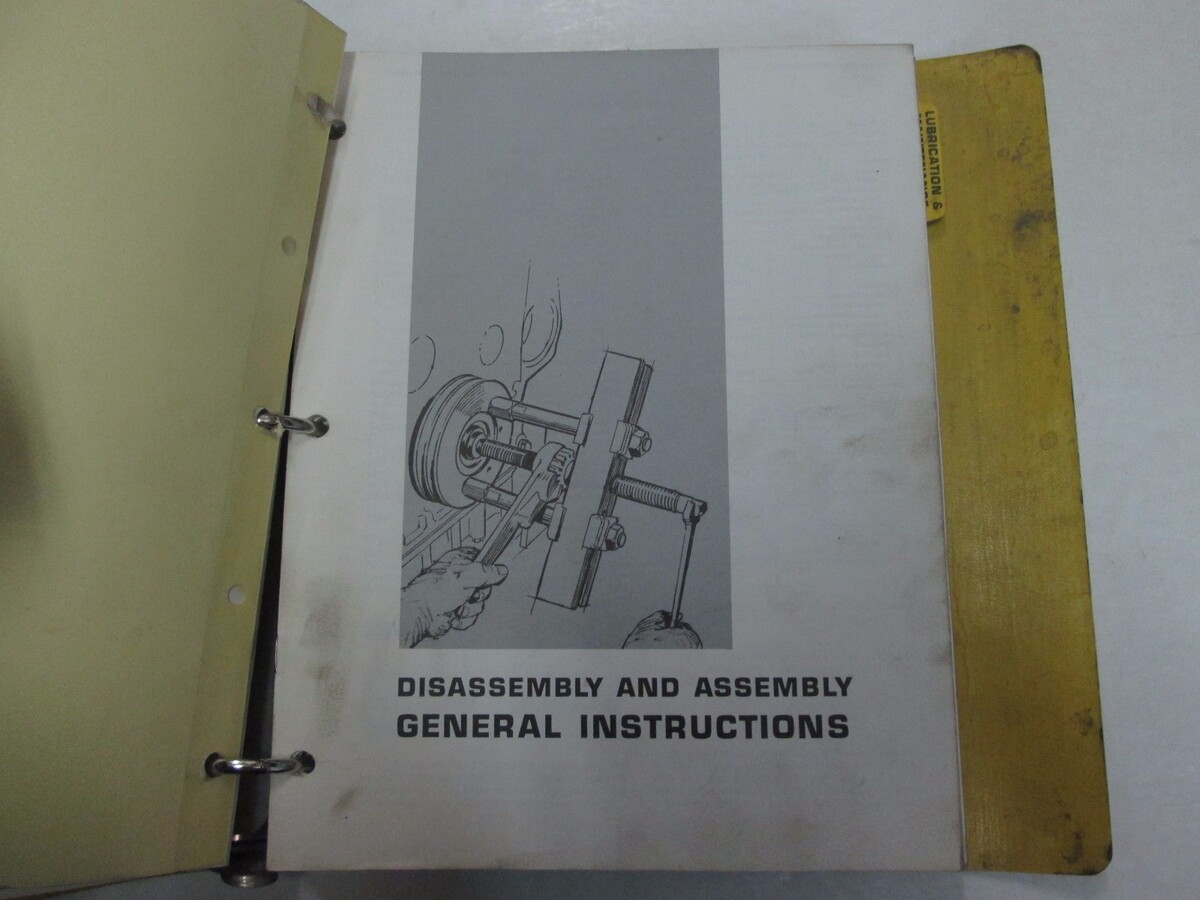 LUBRICATION &
DISASSEMBLY AND ASSEMBLY
GENERAL INSTRUCTIONS